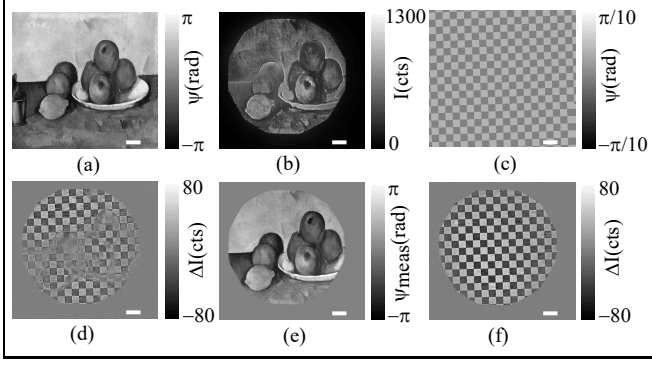 π
ψ(rad)
−π
(a)
1300
I(cts)
0
(b)
π/10
ψ(rad)
−π/10
(c)
80
ΔI(cts)
−80
(d)
π
ψmeas(rad)
−π
(e)
80
ΔI(cts)
−80
(f)